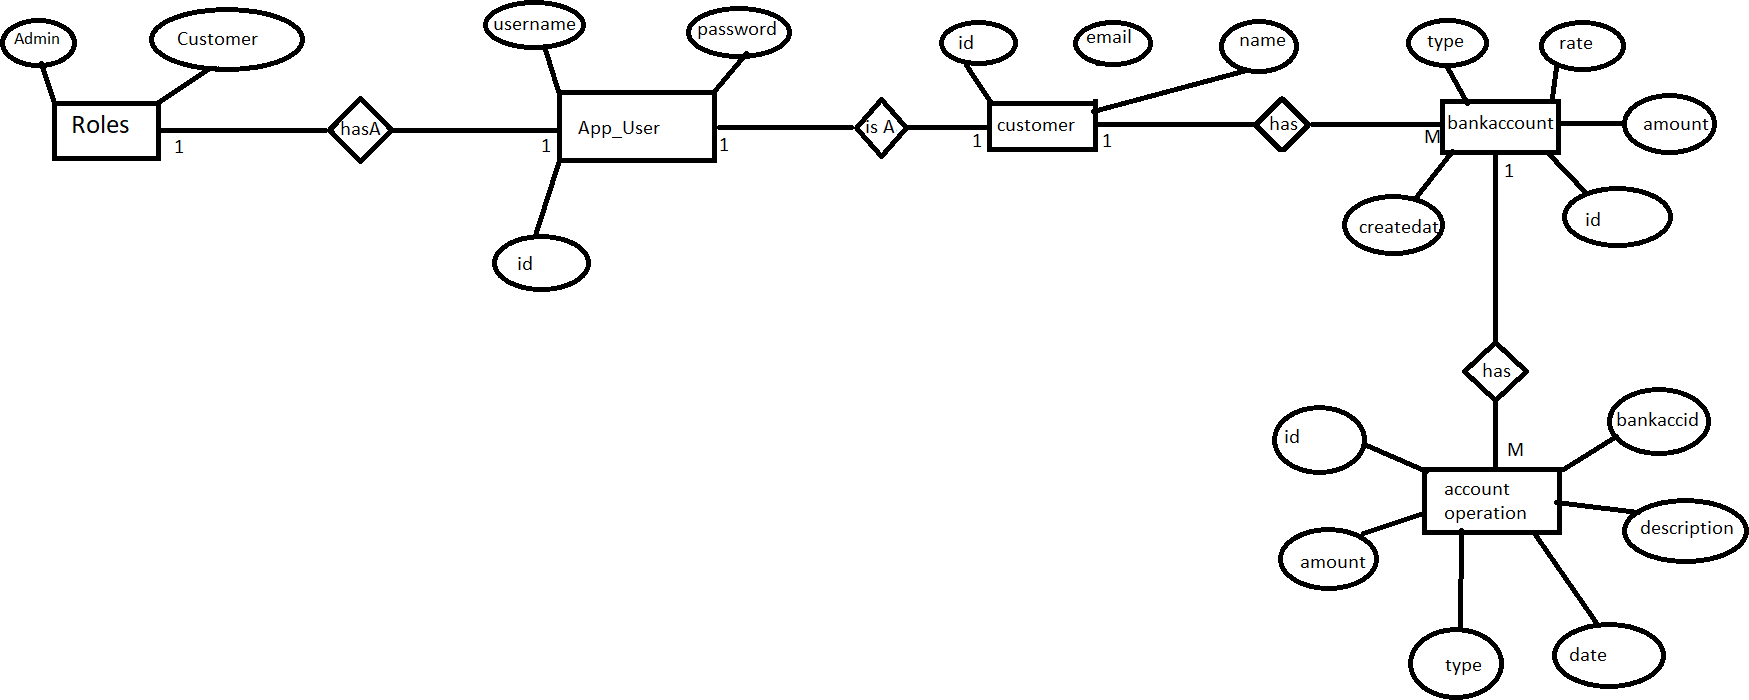 Admin
Customer
username
password
id
email
name
type
rate
Roles
hasA
App_User
is A
customer
has
bankaccount
amount
1
1
1
1
1
M
1
createdat
id
id
has
id
bankaccid
M
account
operation
amount
description
type
date